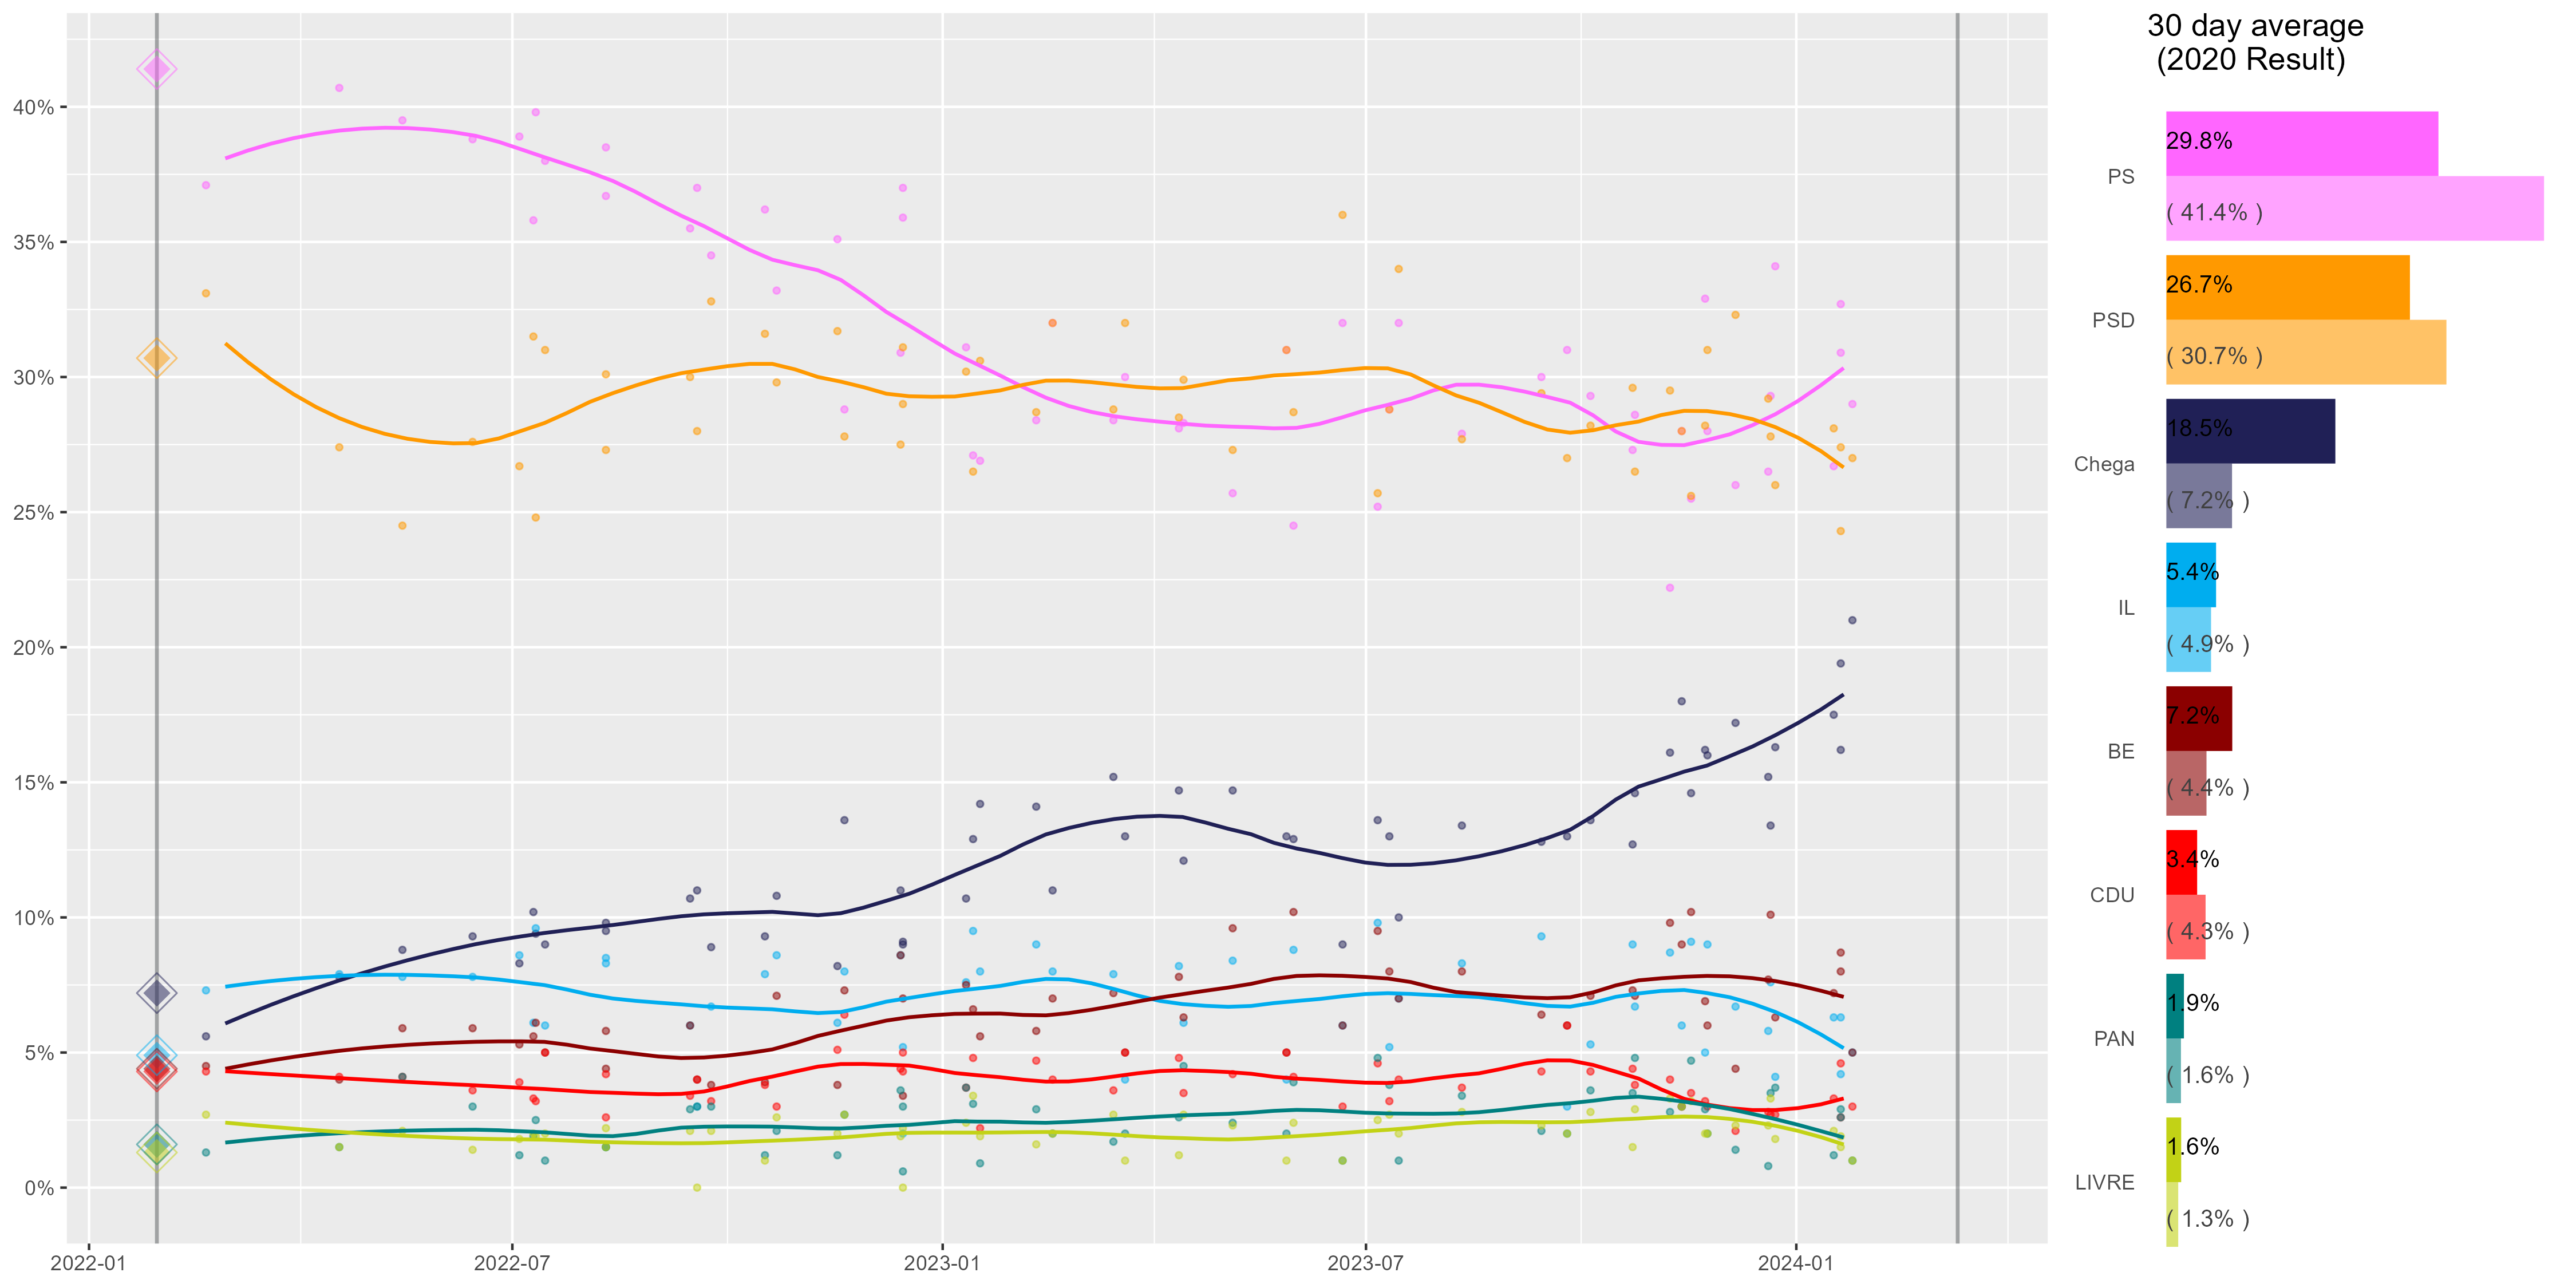 40%
35%
30%
25%
20%
15%
10%
5%
0%
2022-01
2022-07
2023-01
2023-07
2024-01
30 day average
(2020 Result)
PS
29.8%
( 41.4% )
PSD
26.7%
( 30.7% )
Chega
18.5%
( 7.2% )
IL
5.4%
( 4.9% )
BE
7.2%
( 4.4% )
CDU
3.4%
( 4.3% )
PAN
1.9%
( 1.6% )
LIVRE
1.6%
( 1.3% )